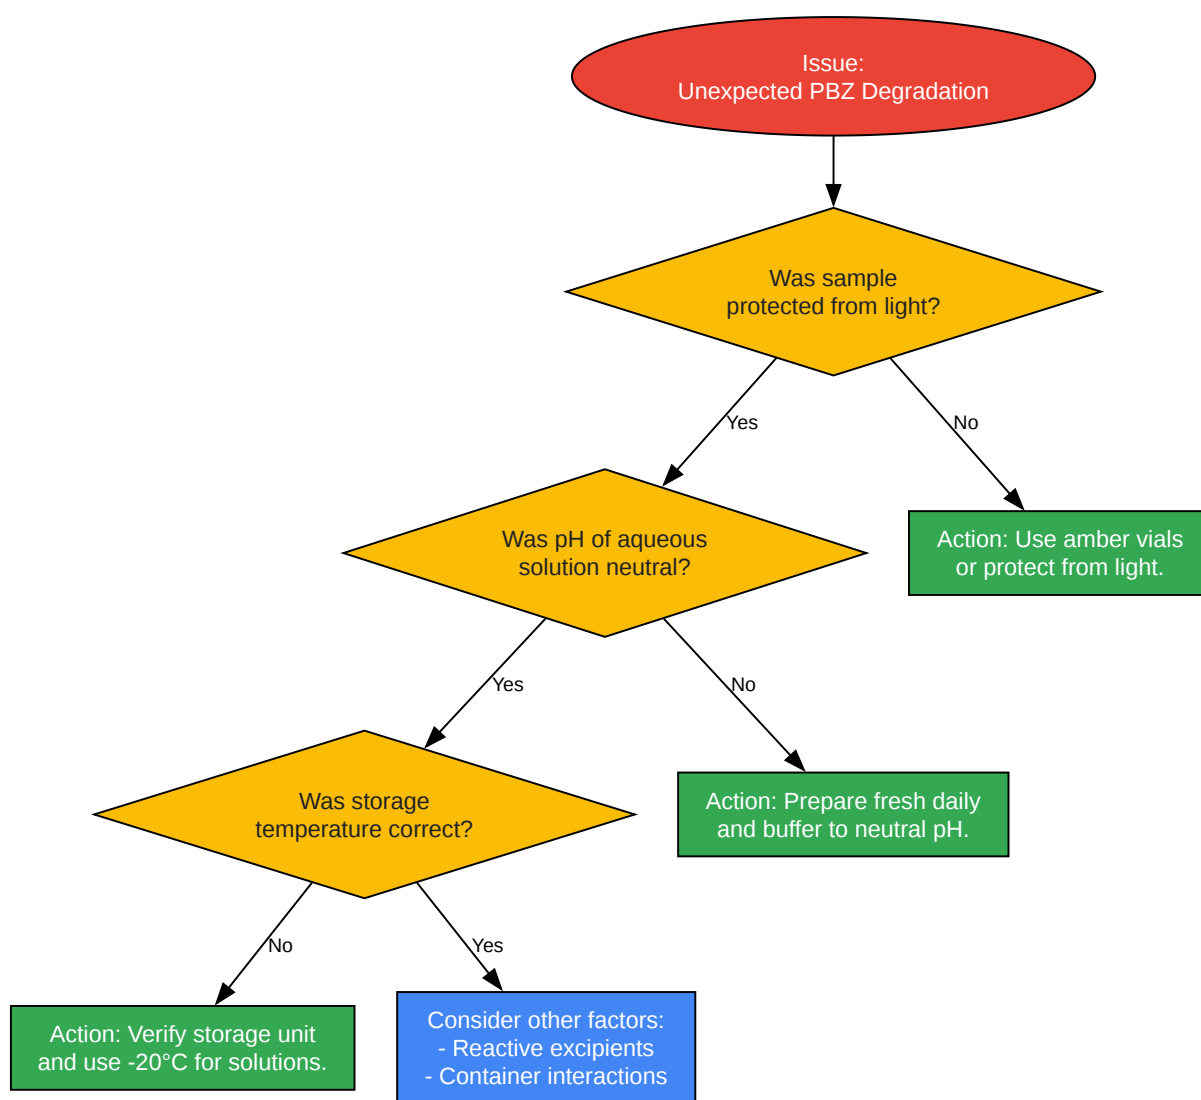 Issue:
Unexpected PBZ Degradation
Was sample
protected from light?
Yes
No
Was pH of aqueous
solution neutral?
Action: Use amber vials
or protect from light.
Yes
No
Was storage
temperature correct?
Action: Prepare fresh daily
and buffer to neutral pH.
No
Yes
Action: Verify storage unit
and use -20°C for solutions.
Consider other factors:
- Reactive excipients
- Container interactions